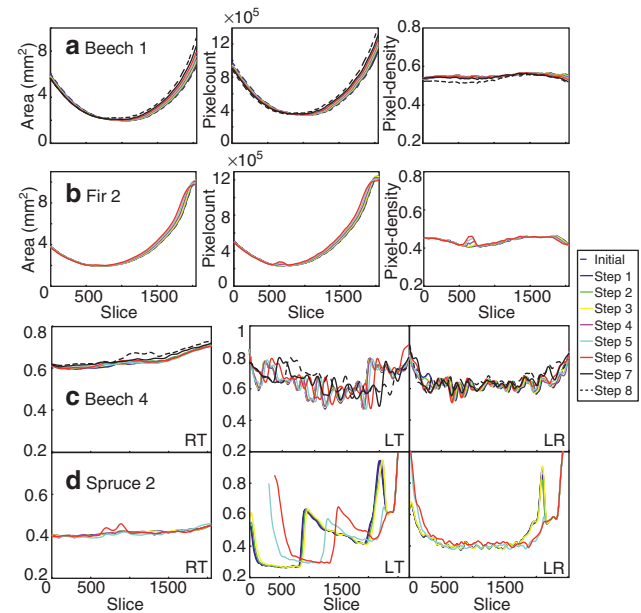 a Beech 1
Area (mm²)
8
4
0
×10⁵
Pixelcount
12
8
4
0
Pixel-density
0.8
0.6
0.4
0.2
b Fir 2
Area (mm²)
8
4
0
0 500 1500
Slice
×10⁵
Pixelcount
12
8
4
0
0 500 1500
Slice
Pixel-density
0.8
0.6
0.4
0.2
0 500 1500
Slice
Initial
Step 1
Step 2
Step 3
Step 4
Step 5
Step 6
Step 7
Step 8
c Beech 4
0.8
0.6
0.4
0.2
RT
1
0.8
0.6
0.4
0.2
LT
LR
d Spruce 2
0.6
0.4
0.2
RT
0 500 1500
Slice
0.8
0.6
0.4
0.2
LT
0 500 1500
Slice
LR
0 500 1500
Slice